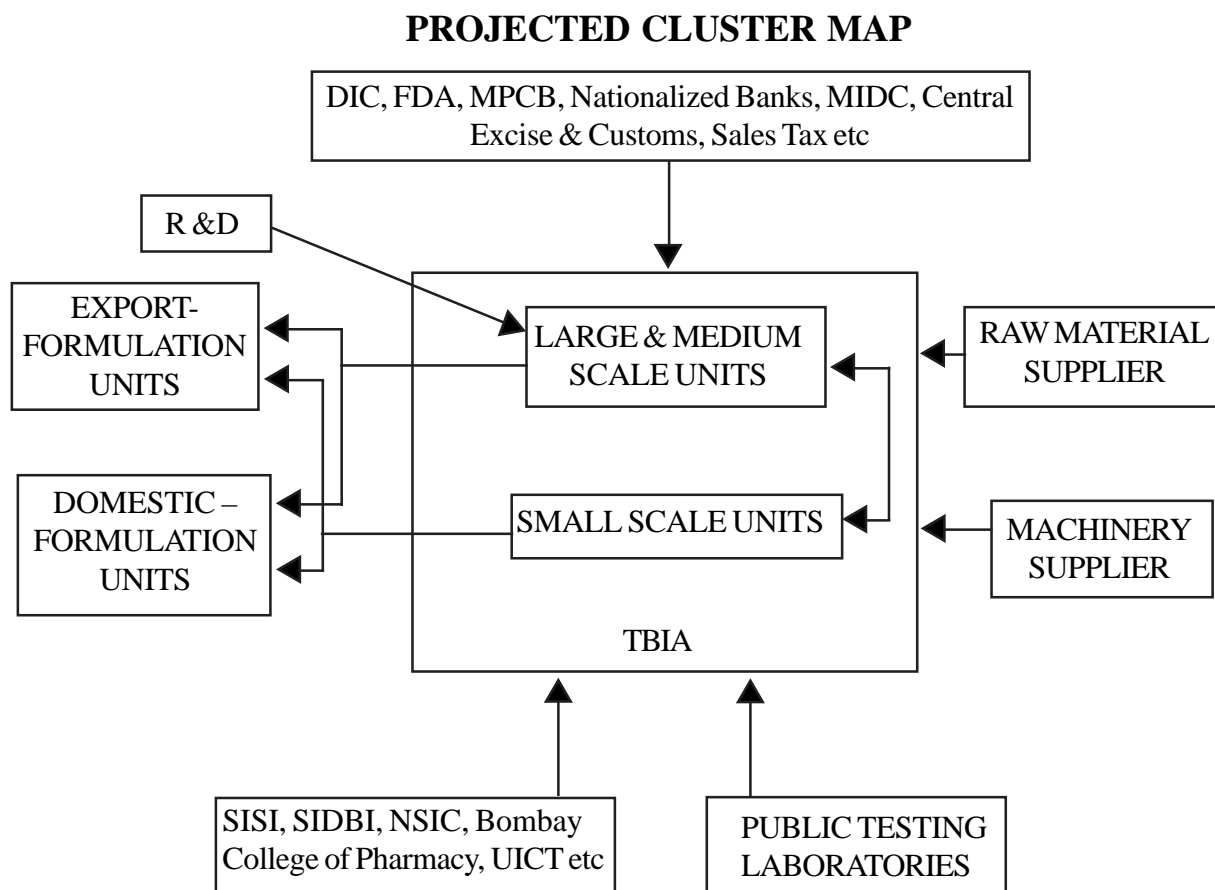 PROJECTED CLUSTER MAP
DIC, FDA, MPCB, Nationalized Banks, MIDC, Central
Excise & Customs, Sales Tax etc
R &D
EXPORT-
FORMULATION
UNITS
LARGE & MEDIUM
SCALE UNITS
RAW MATERIAL
SUPPLIER
DOMESTIC –
FORMULATION
UNITS
SMALL SCALE UNITS
MACHINERY
SUPPLIER
TBIA
SISI, SIDBI, NSIC, Bombay
College of Pharmacy, UICT etc
PUBLIC TESTING
LABORATORIES